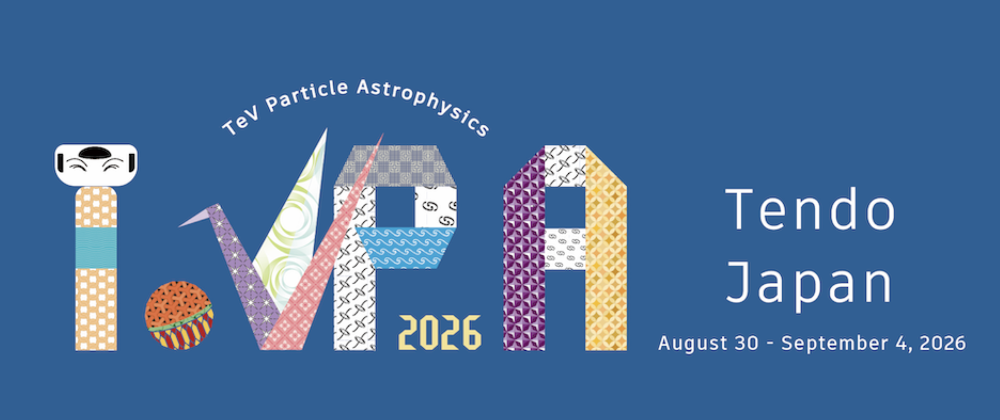 TeV Particle Astrophysics
TeVPA
2026
Tendo
Japan
August 30 - September 4, 2026